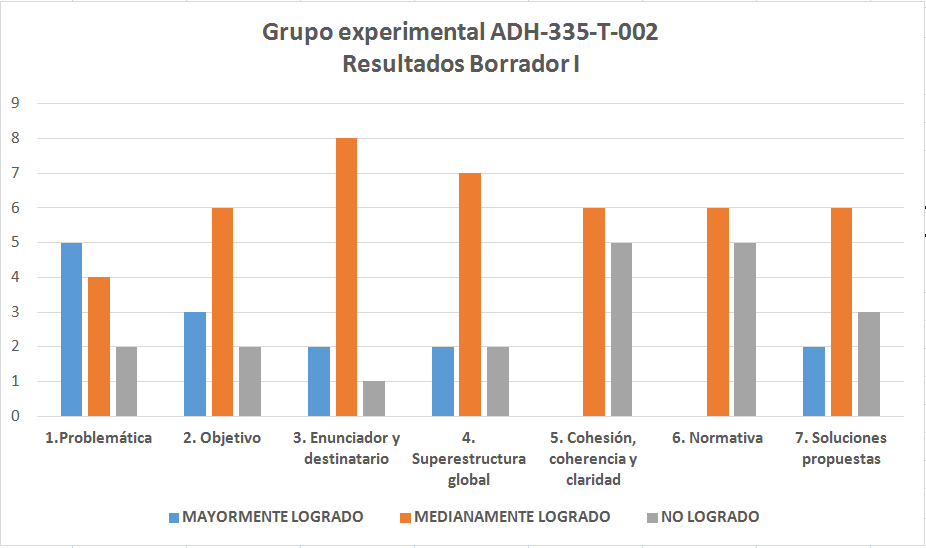 Grupo experimental ADH-335-T-002
Resultados Borrador I
9
8
7
6
5
4
3
2
1
0
1.Problemática
2. Objetivo
3. Enunciador y
destinatario
4.
Superestructura
global
5. Cohesión,
coherencia y
claridad
6. Normativa
7. Soluciones
propuestas
MAYORMENTE LOGRADO
MEDIANAMENTE LOGRADO
NO LOGRADO